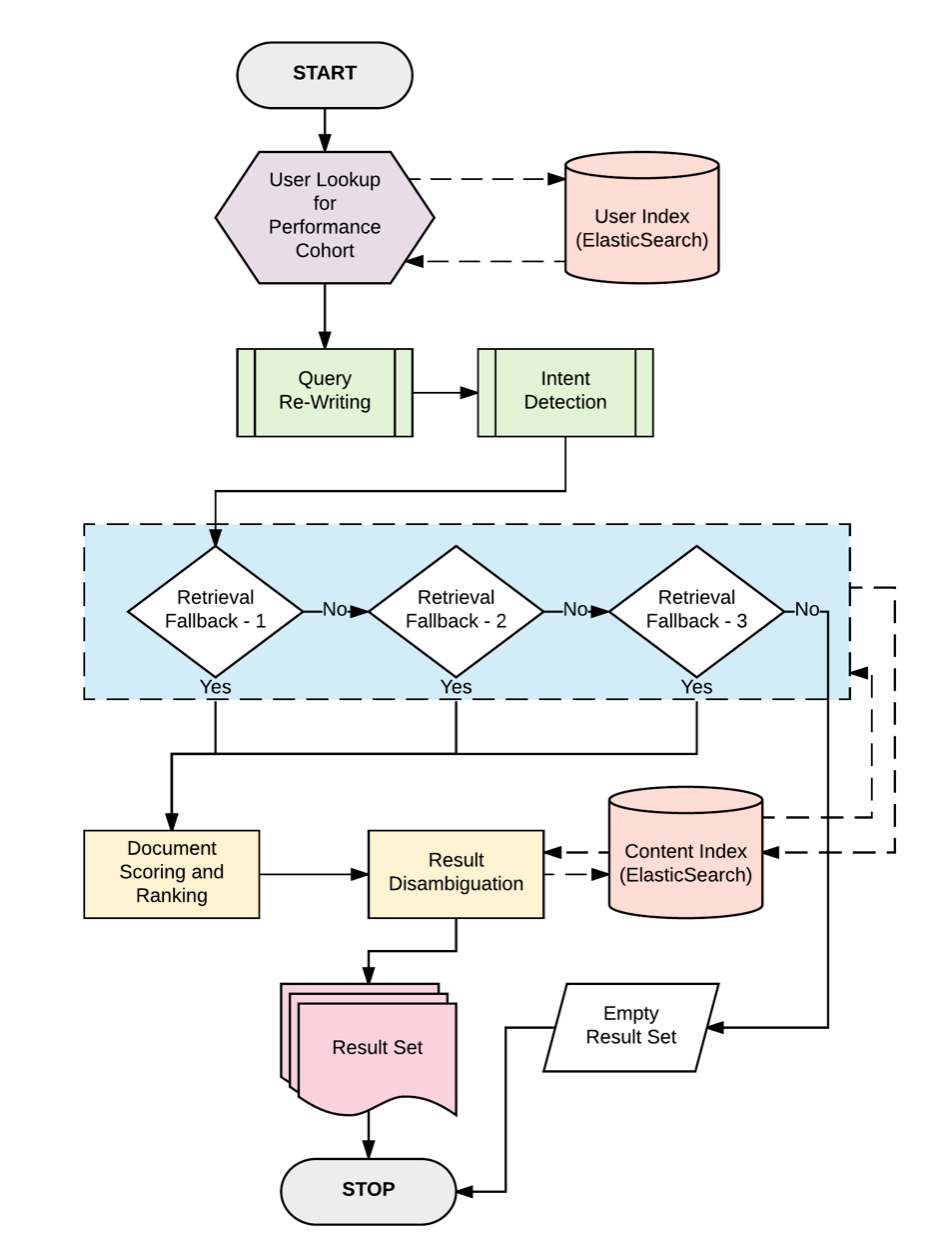 START
User Lookup
for
Performance
Cohort
User Index
(ElasticSearch)
Query
Re-Writing
Intent
Detection
Retrieval
Fallback - 1
No
Retrieval
Fallback - 2
No
Retrieval
Fallback - 3
No
Yes
Yes
Yes
Document
Scoring and
Ranking
Result
Disambiguation
Content Index
(ElasticSearch)
Result Set
Empty
Result Set
STOP